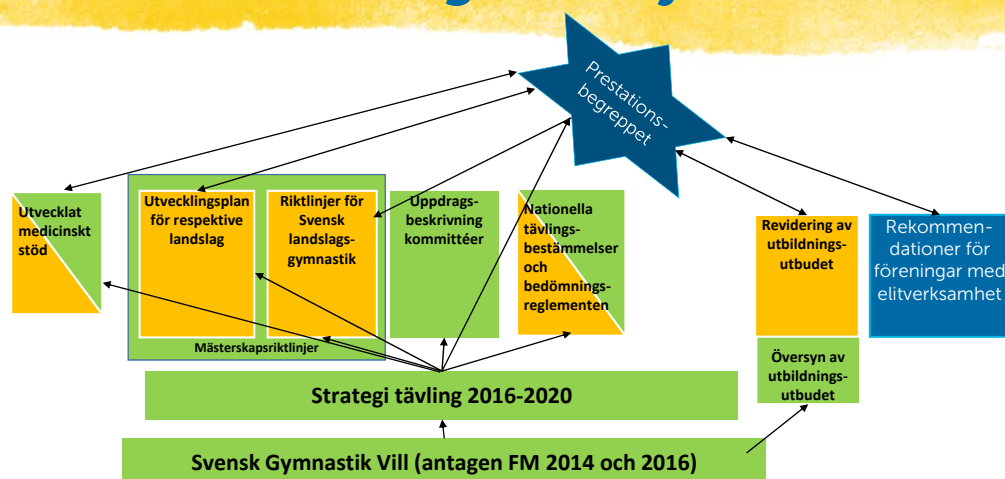 Prestations-
begreppet
Utvecklat
medicinskt
stöd
Utvecklingsplan
för respektive
landslag
Riktlinjer för
Svensk
landslags-
gymnastik
Mästerskapsriktlinjer
Uppdrags-
beskrivning
kommittéer
Nationella
tävlings-
bestämmelser
och
bedömnings-
reglementen
Revidering av
utbildnings-
utbudet
Rekommen-
dationer för
föreningar med
elitverksamhet
Översyn av
utbildnings-
utbudet
Strategi tävling 2016-2020
Svensk Gymnastik Vill (antagen FM 2014 och 2016)